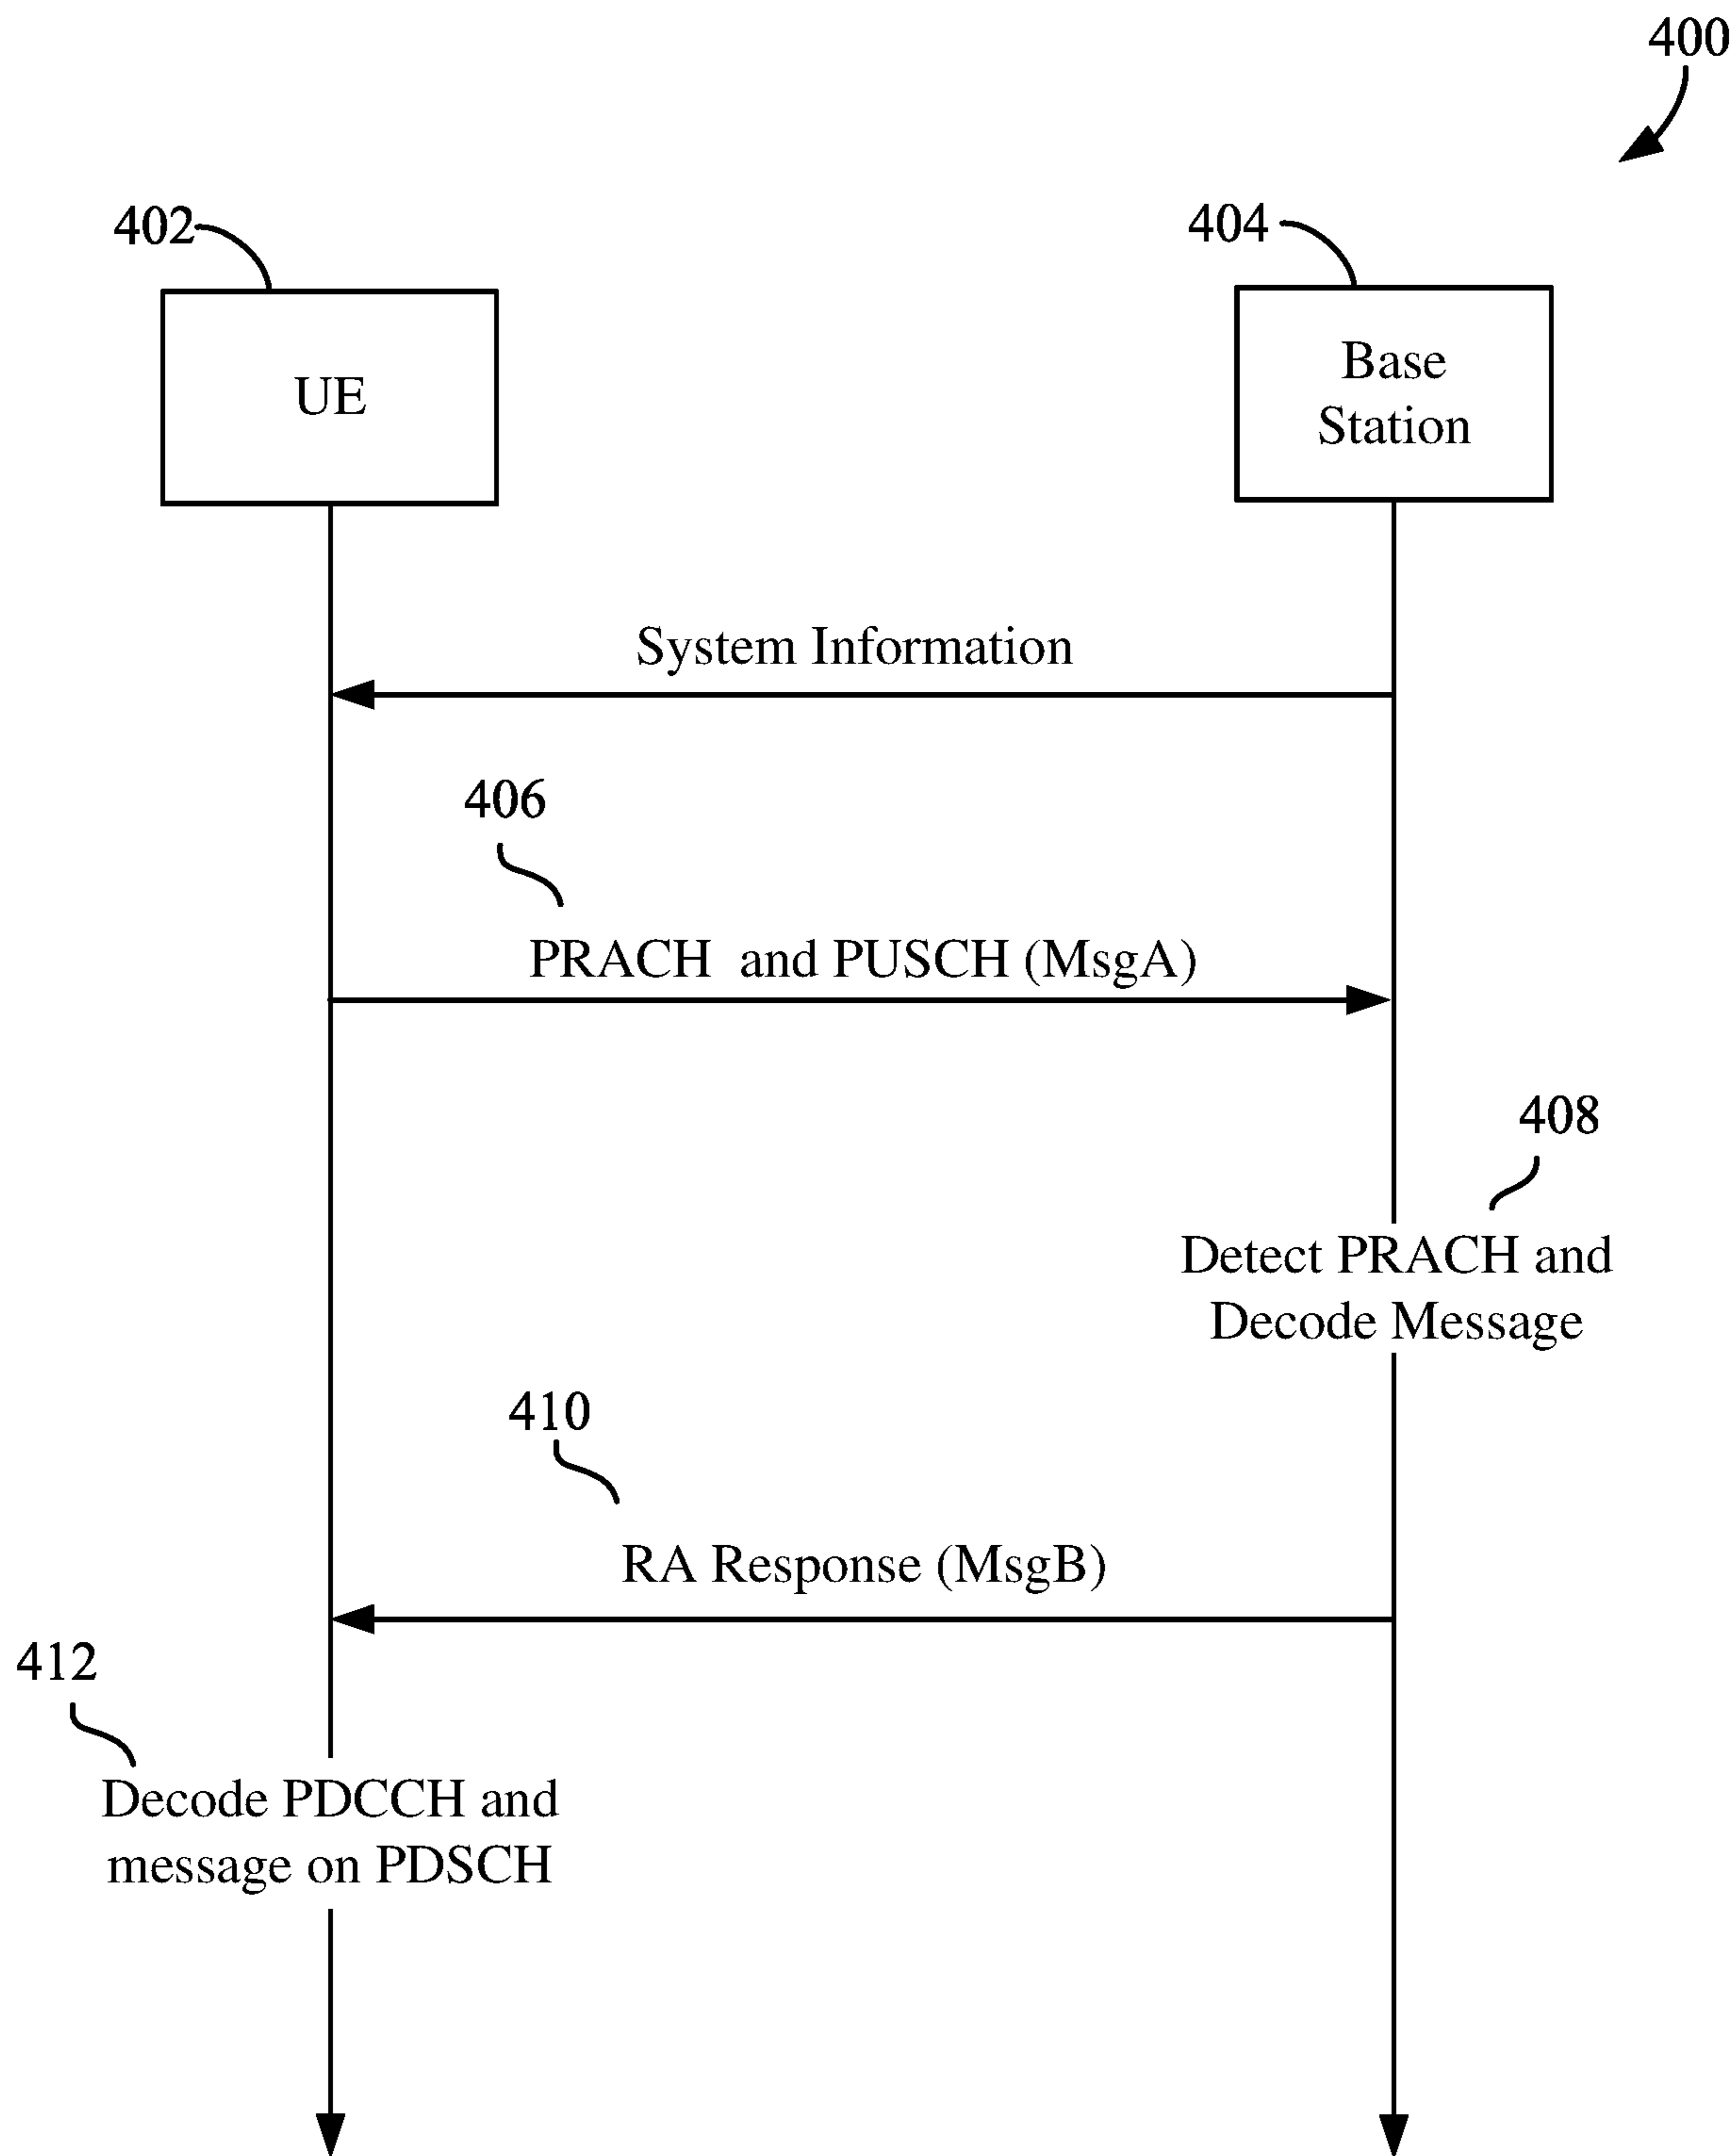 400
402
404
UE
Base
Station
System Information
406
PRACH and PUSCH (MsgA)
408
Detect PRACH and
Decode Message
410
RA Response (MsgB)
412
Decode PDCCH and
message on PDSCH